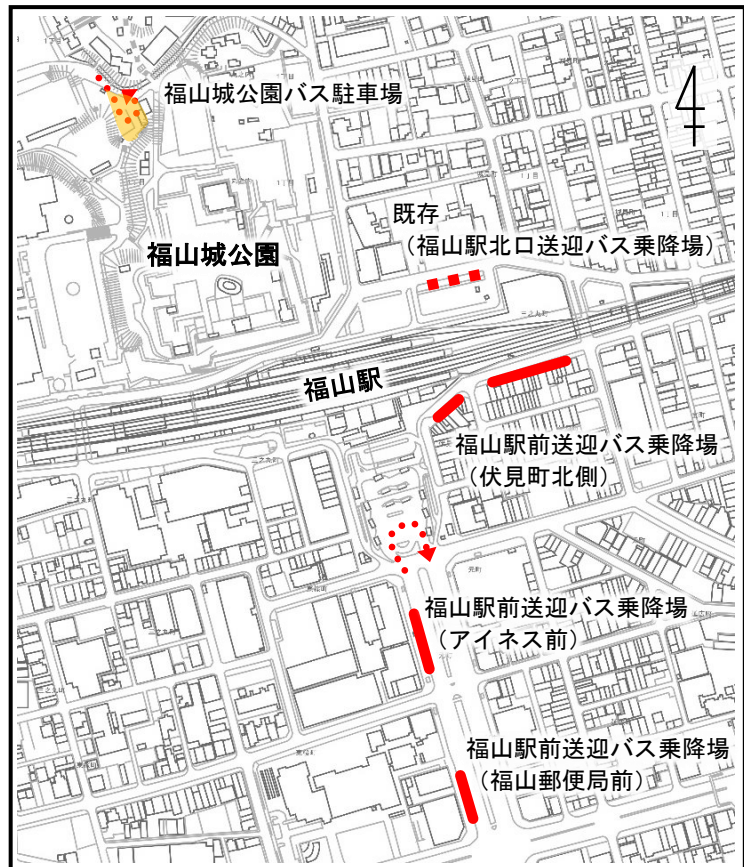 福山城公園バス駐車場
既存
（福山駅北口送迎バス乗降場）
福山城公園
福山駅
福山駅前送迎バス乗降場
（伏見町北側）
福山駅前送迎バス乗降場
（アイネス前）
福山駅前送迎バス乗降場
（福山郵便局前）